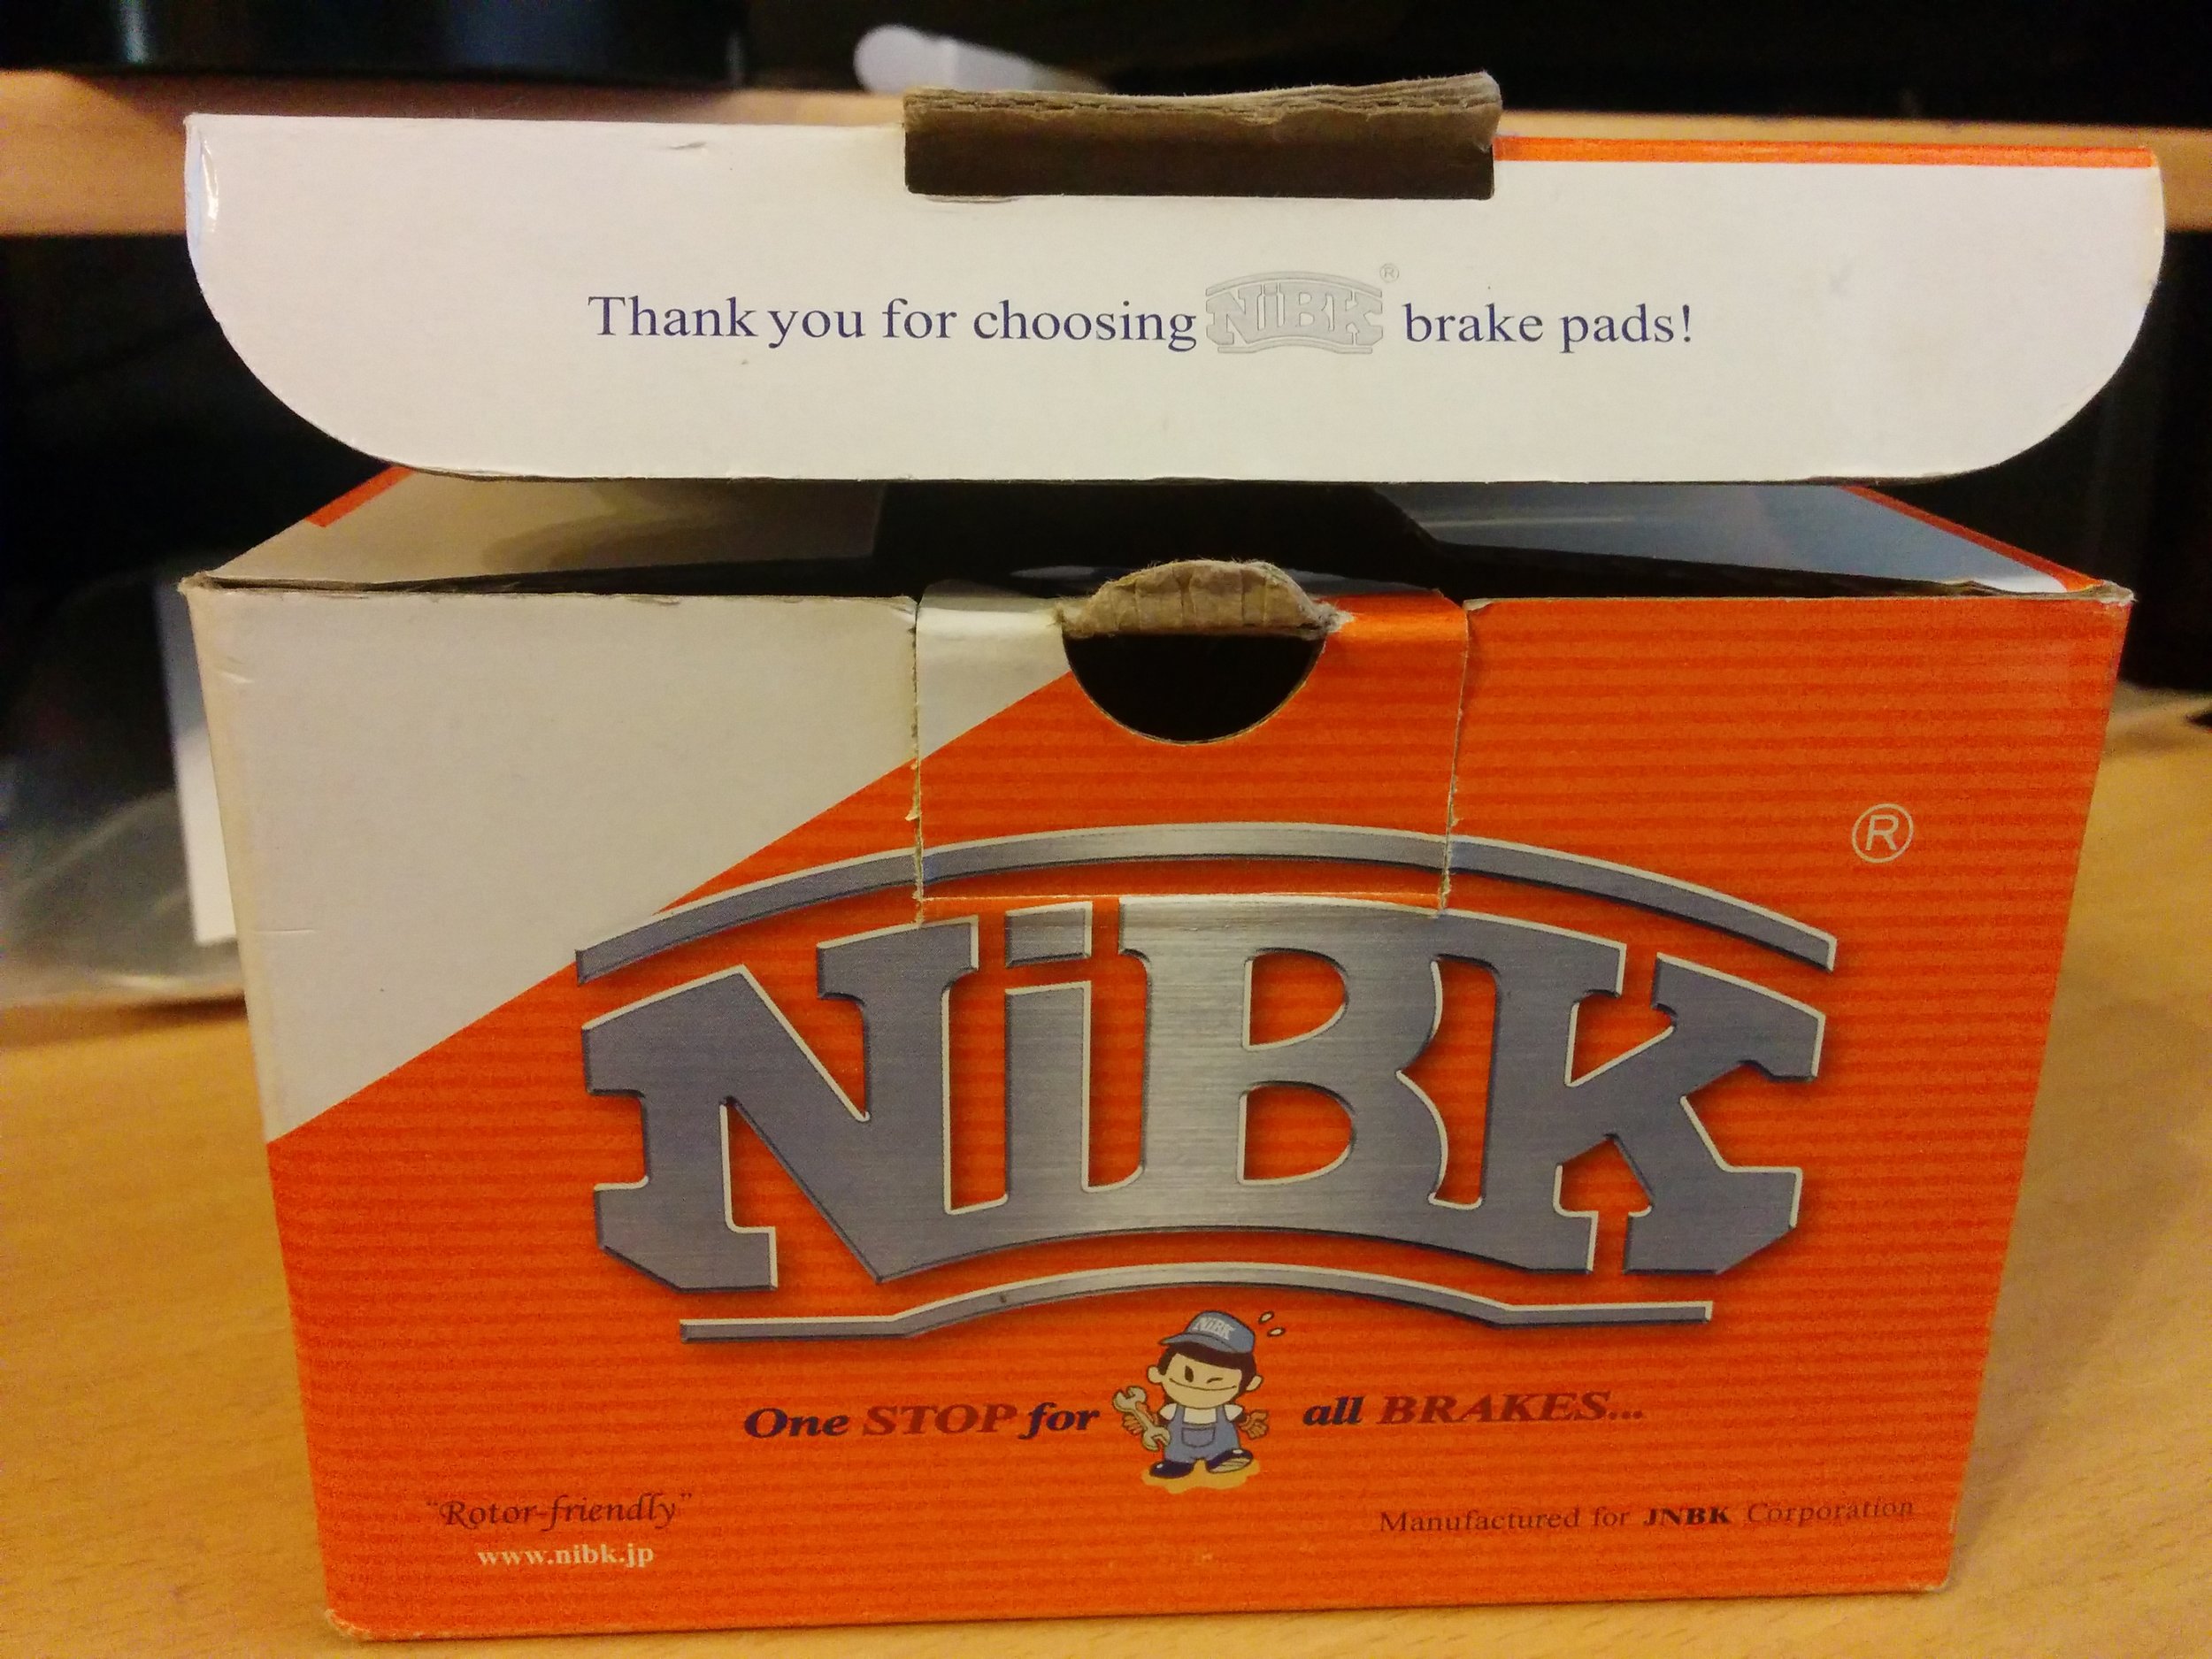 Thank you for choosing NiBK® brake pads!
®
NiBK
NiBK
One STOP for all BRAKES...
"Rotor-friendly"
Manufactured for JNBK Corporation
www.nibk.jp